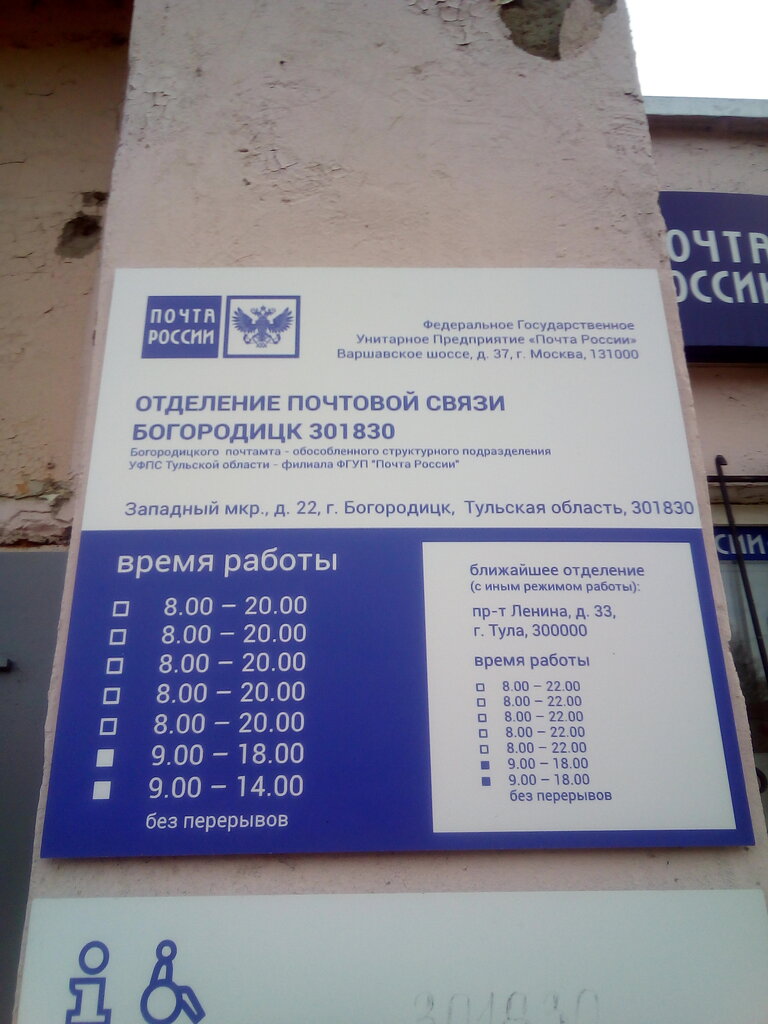 ПОЧТА
РОССИИ
Федеральное Государственное
Унитарное Предприятие «Почта России»
Варшавское шоссе, д. 37, г. Москва, 131000
ОТДЕЛЕНИЕ ПОЧТОВОЙ СВЯЗИ
БОГОРОДИЦК 301830
Богородицкого почтамта - обособленного структурного подразделения
УФПС Тульской области - филиала ФГУП "Почта России"
Западный мкр., д. 22, г. Богородицк, Тульская область, 301830
время работы
8.00 – 20.00
8.00 – 20.00
8.00 – 20.00
8.00 – 20.00
8.00 – 20.00
9.00 – 18.00
9.00 – 14.00
без перерывов
ближайшее отделение
(с иным режимом работы):
пр-т Ленина, д. 33,
г. Тула, 300000
время работы
8.00 – 22.00
8.00 – 22.00
8.00 – 22.00
8.00 – 22.00
8.00 – 22.00
9.00 – 18.00
9.00 – 18.00
без перерывов
ОЧТА
ОССИИ
СИИ
301830